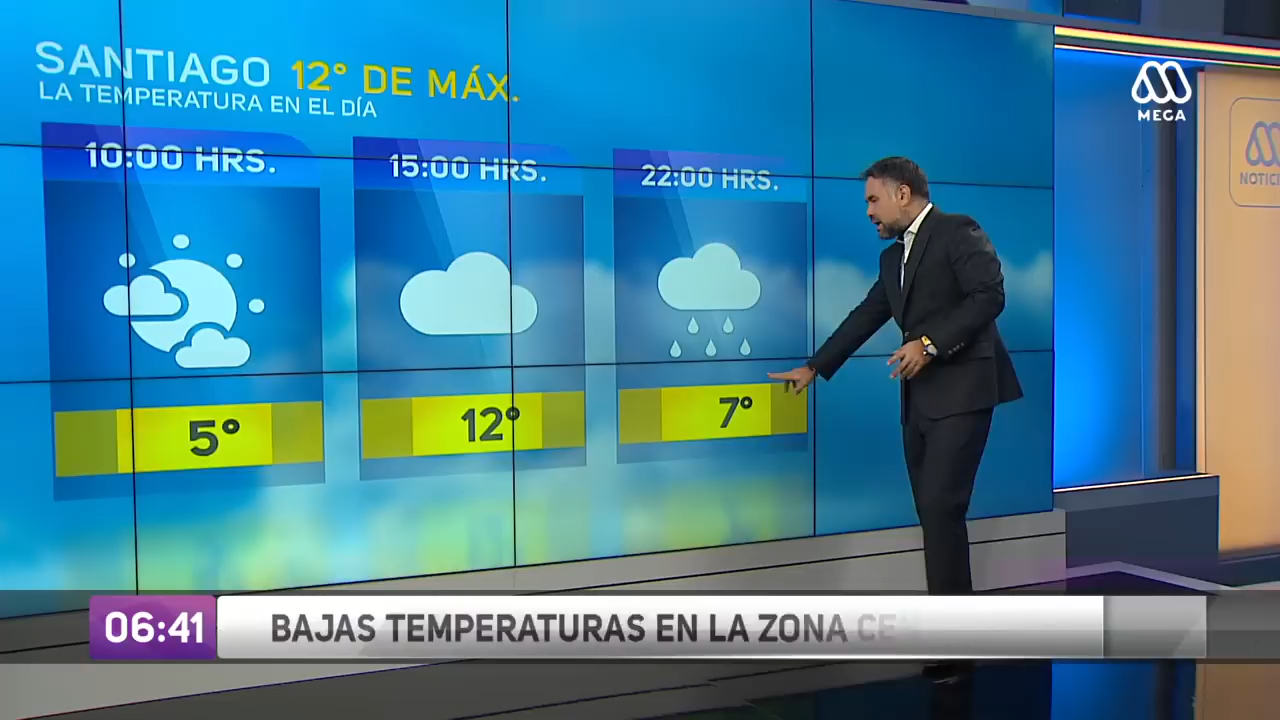 SANTIAGO 12° DE MÁX.
LA TEMPERATURA EN EL DÍA
10:00 HRS.
15:00 HRS.
22:00 HRS.
5°
12°
7°
MEGA
06:41
BAJAS TEMPERATURAS EN LA ZONA